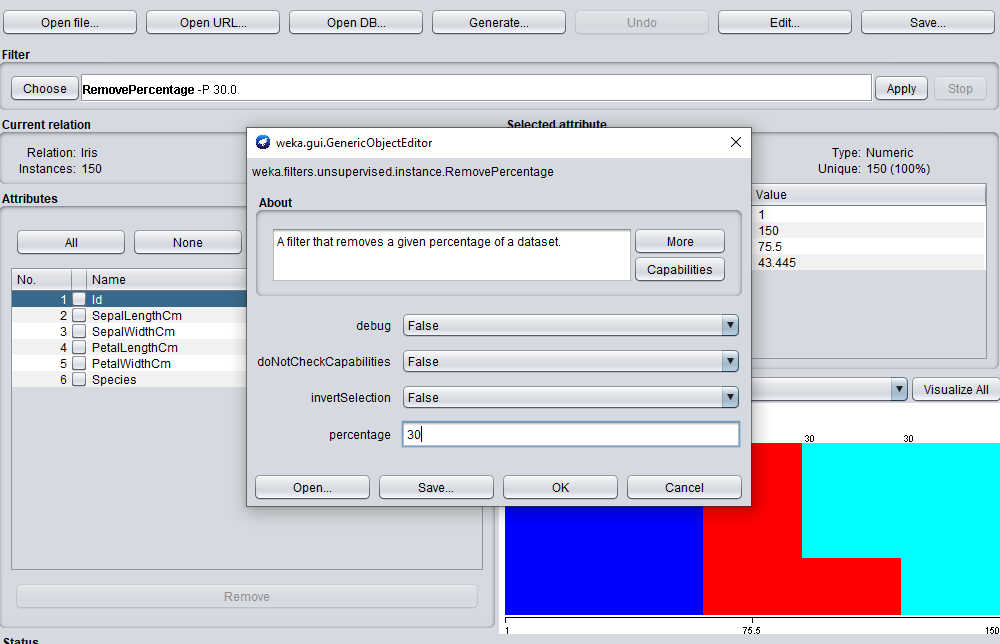 Open file... Open URL... Open DB... Generate... Undo Edit... Save...
Filter
Choose RemovePercentage -P 30.0 Apply Stop
Current relation
Relation: Iris
Instances: 150
Attributes
All None
No. Name
1 Id
2 SepalLengthCm
3 SepalWidthCm
4 PetalLengthCm
5 PetalWidthCm
6 Species
Remove
Status
weka.gui.GenericObjectEditor
weka.filters.unsupervised.instance.RemovePercentage
About
A filter that removes a given percentage of a dataset.
More
Capabilities
debug False
doNotCheckCapabilities False
invertSelection False
percentage 30
Open... Save... OK Cancel
Selected attribute
Type: Numeric
Unique: 150 (100%)
Value
1
150
75.5
43.445
Visualize All
30 30
1 75.5 150